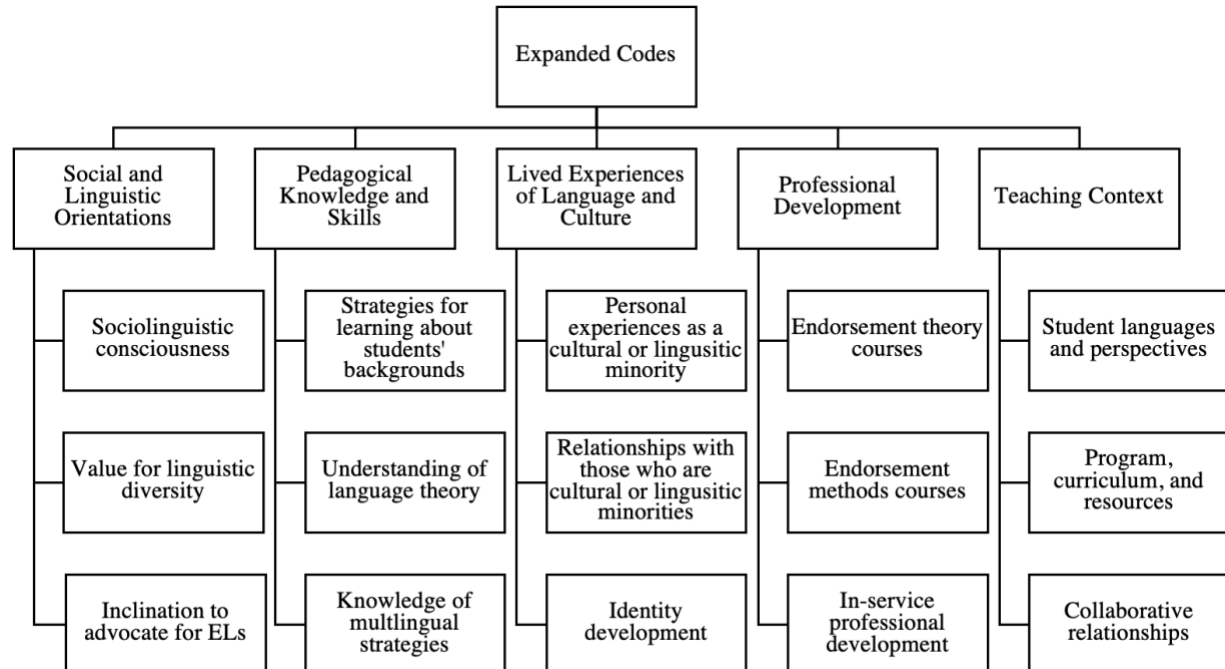 Expanded Codes
Social and
Linguistic
Orientations
Pedagogical
Knowledge and
Skills
Lived Experiences
of Language and
Culture
Professional
Development
Teaching Context
Sociolinguistic
consciousness
Strategies for
learning about
students'
backgrounds
Personal
experiences as a
cultural or lingusitic
minority
Endorsement theory
courses
Student languages
and perspectives
Value for linguistic
diversity
Understanding of
language theory
Relationships with
those who are
cultural or lingusitic
minorities
Endorsement
methods courses
Program,
curriculum, and
resources
Inclination to
advocate for ELs
Knowledge of
multlingual
strategies
Identity
development
In-service
professional
development
Collaborative
relationships